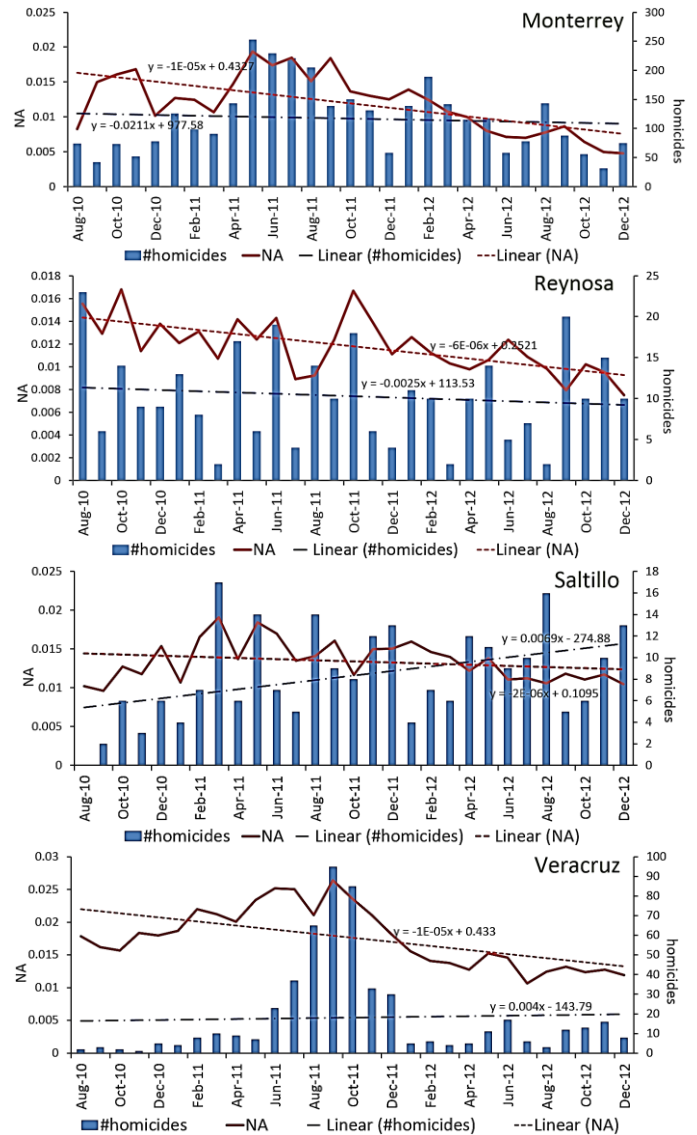 Monterrey
0.025
0.02
0.015
0.01
0.005
0
NA
300
250
200
150
100
50
0
homicides
y = -1E-05x + 0.4327
y = -0.0211x + 977.58
Aug-10 Oct-10 Dec-10 Feb-11 Apr-11 Jun-11 Aug-11 Oct-11 Dec-11 Feb-12 Apr-12 Jun-12 Aug-12 Oct-12 Dec-12
#homicides NA Linear (#homicides) Linear (NA)
Reynosa
0.018
0.016
0.014
0.012
0.01
0.008
0.006
0.004
0.002
0
NA
25
20
15
10
5
0
homicides
y = -6E-06x + 0.2521
y = -0.0025x + 113.53
Aug-10 Oct-10 Dec-10 Feb-11 Apr-11 Jun-11 Aug-11 Oct-11 Dec-11 Feb-12 Apr-12 Jun-12 Aug-12 Oct-12 Dec-12
#homicides NA Linear (#homicides) Linear (NA)
Saltillo
0.025
0.02
0.015
0.01
0.005
0
NA
18
16
14
12
10
8
6
4
2
0
homicides
y = 0.0069x - 274.88
y = -2E-06x + 0.1095
Aug-10 Oct-10 Dec-10 Feb-11 Apr-11 Jun-11 Aug-11 Oct-11 Dec-11 Feb-12 Apr-12 Jun-12 Aug-12 Oct-12 Dec-12
#homicides NA Linear (#homicides) Linear (NA)
Veracruz
0.03
0.025
0.02
0.015
0.01
0.005
0
NA
100
90
80
70
60
50
40
30
20
10
0
homicides
y = -1E-05x + 0.433
y = 0.004x - 143.79
Aug-10 Oct-10 Dec-10 Feb-11 Apr-11 Jun-11 Aug-11 Oct-11 Dec-11 Feb-12 Apr-12 Jun-12 Aug-12 Oct-12 Dec-12
#homicides NA Linear (#homicides) Linear (NA)